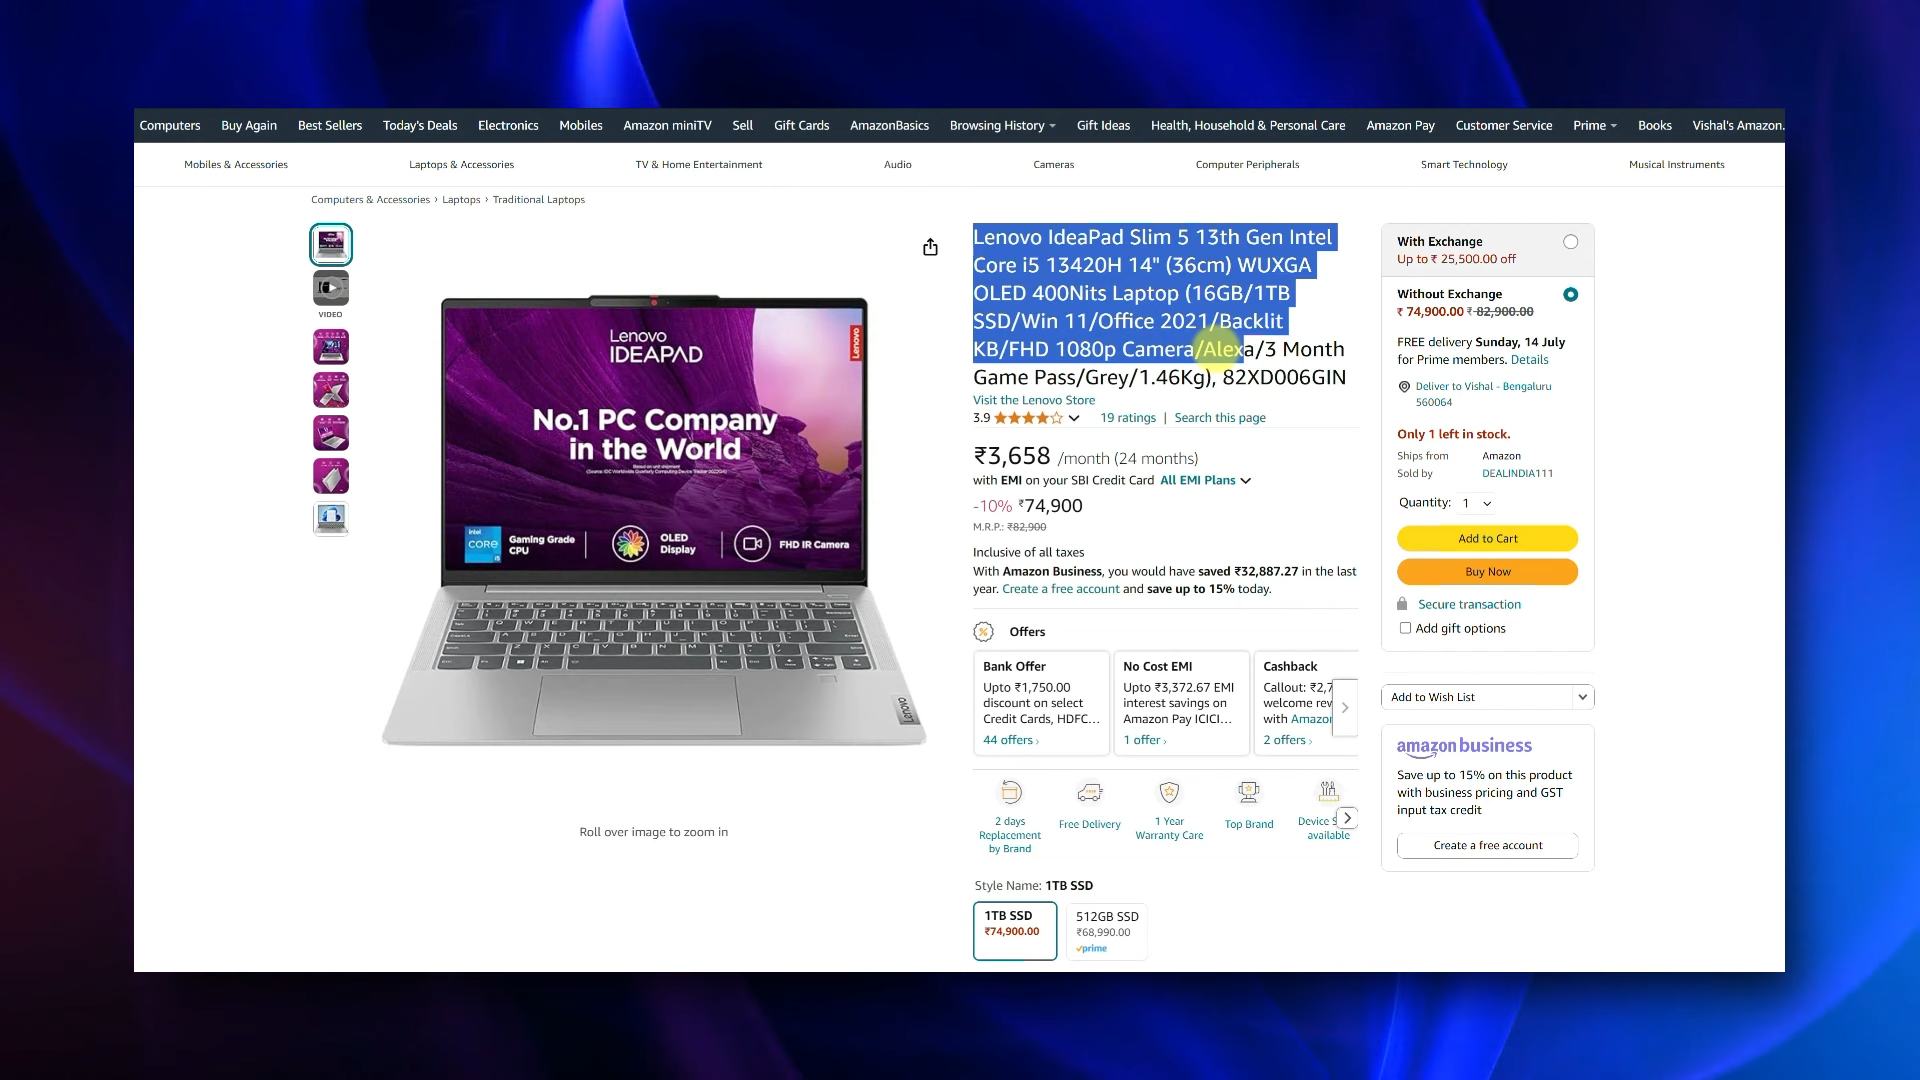 Computers Buy Again Best Sellers Today's Deals Electronics Mobiles Amazon miniTV Sell Gift Cards AmazonBasics Browsing History Gift Ideas Health, Household & Personal Care Amazon Pay Customer Service Prime Books Vishal's Amazon.
Mobiles & Accessories Laptops & Accessories TV & Home Entertainment Audio Cameras Computer Peripherals Smart Technology Musical Instruments
Computers & Accessories › Laptops › Traditional Laptops
VIDEO
Lenovo
IDEAPAD
Lenovo
No.1 PC Company
in the World
intel
CORE
i5
Gaming Grade
CPU
OLED
Display
FHD IR Camera
Lenovo
Roll over image to zoom in
Lenovo IdeaPad Slim 5 13th Gen Intel
Core i5 13420H 14" (36cm) WUXGA
OLED 400Nits Laptop (16GB/1TB
SSD/Win 11/Office 2021/Backlit
KB/FHD 1080p Camera/Alexa/3 Month
Game Pass/Grey/1.46Kg), 82XD006GIN
Visit the Lenovo Store
3.9 19 ratings | Search this page
₹3,658 /month (24 months)
with EMI on your SBI Credit Card All EMI Plans
-10% ₹74,900
M.R.P.: ₹82,900
Inclusive of all taxes
With Amazon Business, you would have saved ₹32,887.27 in the last
year. Create a free account and save up to 15% today.
Offers
Bank Offer
Upto ₹1,750.00
discount on select
Credit Cards, HDFC...
44 offers ›
No Cost EMI
Upto ₹3,372.67 EMI
interest savings on
Amazon Pay ICICI...
1 offer ›
Cashback
Callout: ₹2,7
welcome rev
with Amazon
2 offers ›
2 days
Replacement
by Brand
Free Delivery
1 Year
Warranty Care
Top Brand
Device S
available
Style Name: 1TB SSD
1TB SSD
₹74,900.00
512GB SSD
₹68,990.00
prime
With Exchange
Up to ₹ 25,500.00 off
Without Exchange
₹ 74,900.00 ₹ 82,900.00
FREE delivery Sunday, 14 July
for Prime members. Details
Deliver to Vishal - Bengaluru
560064
Only 1 left in stock.
Ships from Amazon
Sold by DEALINDIA111
Quantity: 1
Add to Cart
Buy Now
Secure transaction
Add gift options
Add to Wish List
amazon business
Save up to 15% on this product
with business pricing and GST
input tax credit
Create a free account